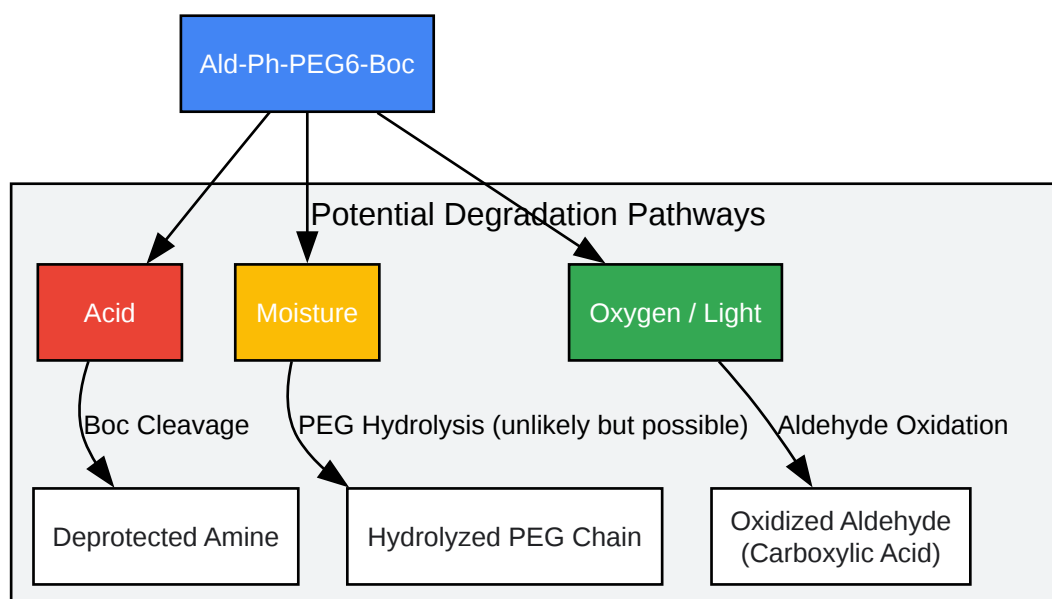 Ald-Ph-PEG6-Boc
Potential Degradation Pathways
Acid
Moisture
Oxygen / Light
Boc Cleavage
PEG Hydrolysis (unlikely but possible)
Aldehyde Oxidation
Deprotected Amine
Hydrolyzed PEG Chain
Oxidized Aldehyde
(Carboxylic Acid)